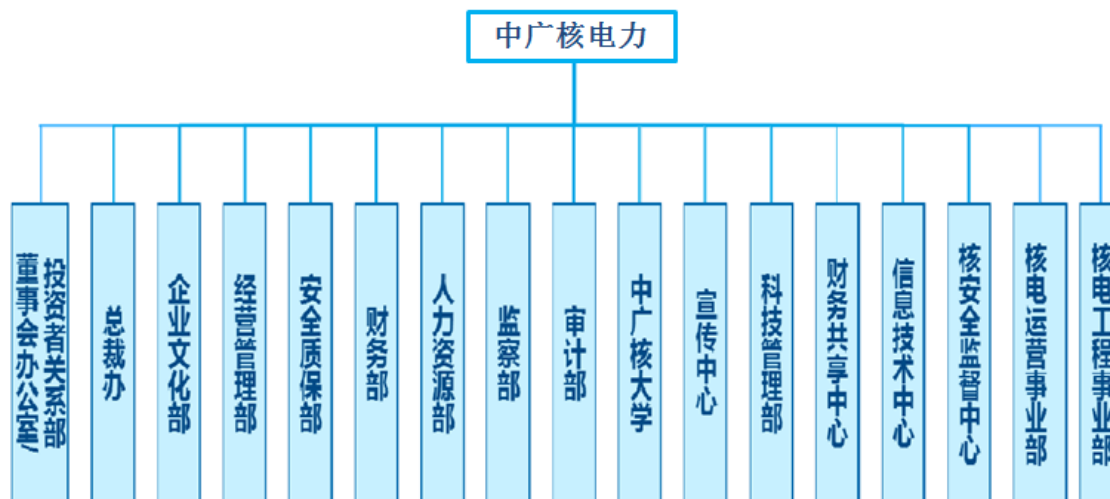 中广核电力
董事会办公室/
投资者关系部
总裁办
企业文化部
经营管理部
安全质保部
财务部
人力资源部
监察部
审计部
中广核大学
宣传中心
科技管理部
财务共享中心
信息技术中心
核安全监督中心
核电运营事业部
核电工程事业部